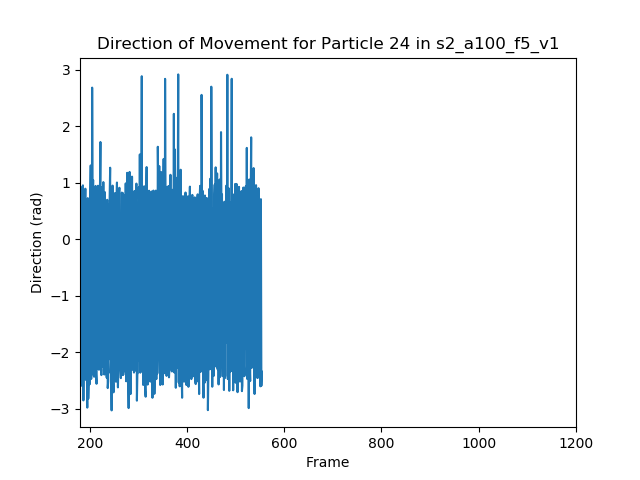 Direction of Movement for Particle 24 in s2_a100_f5_v1
3
2
1
0
−1
−2
−3
Direction (rad)
200 400 600 800 1000 1200
Frame